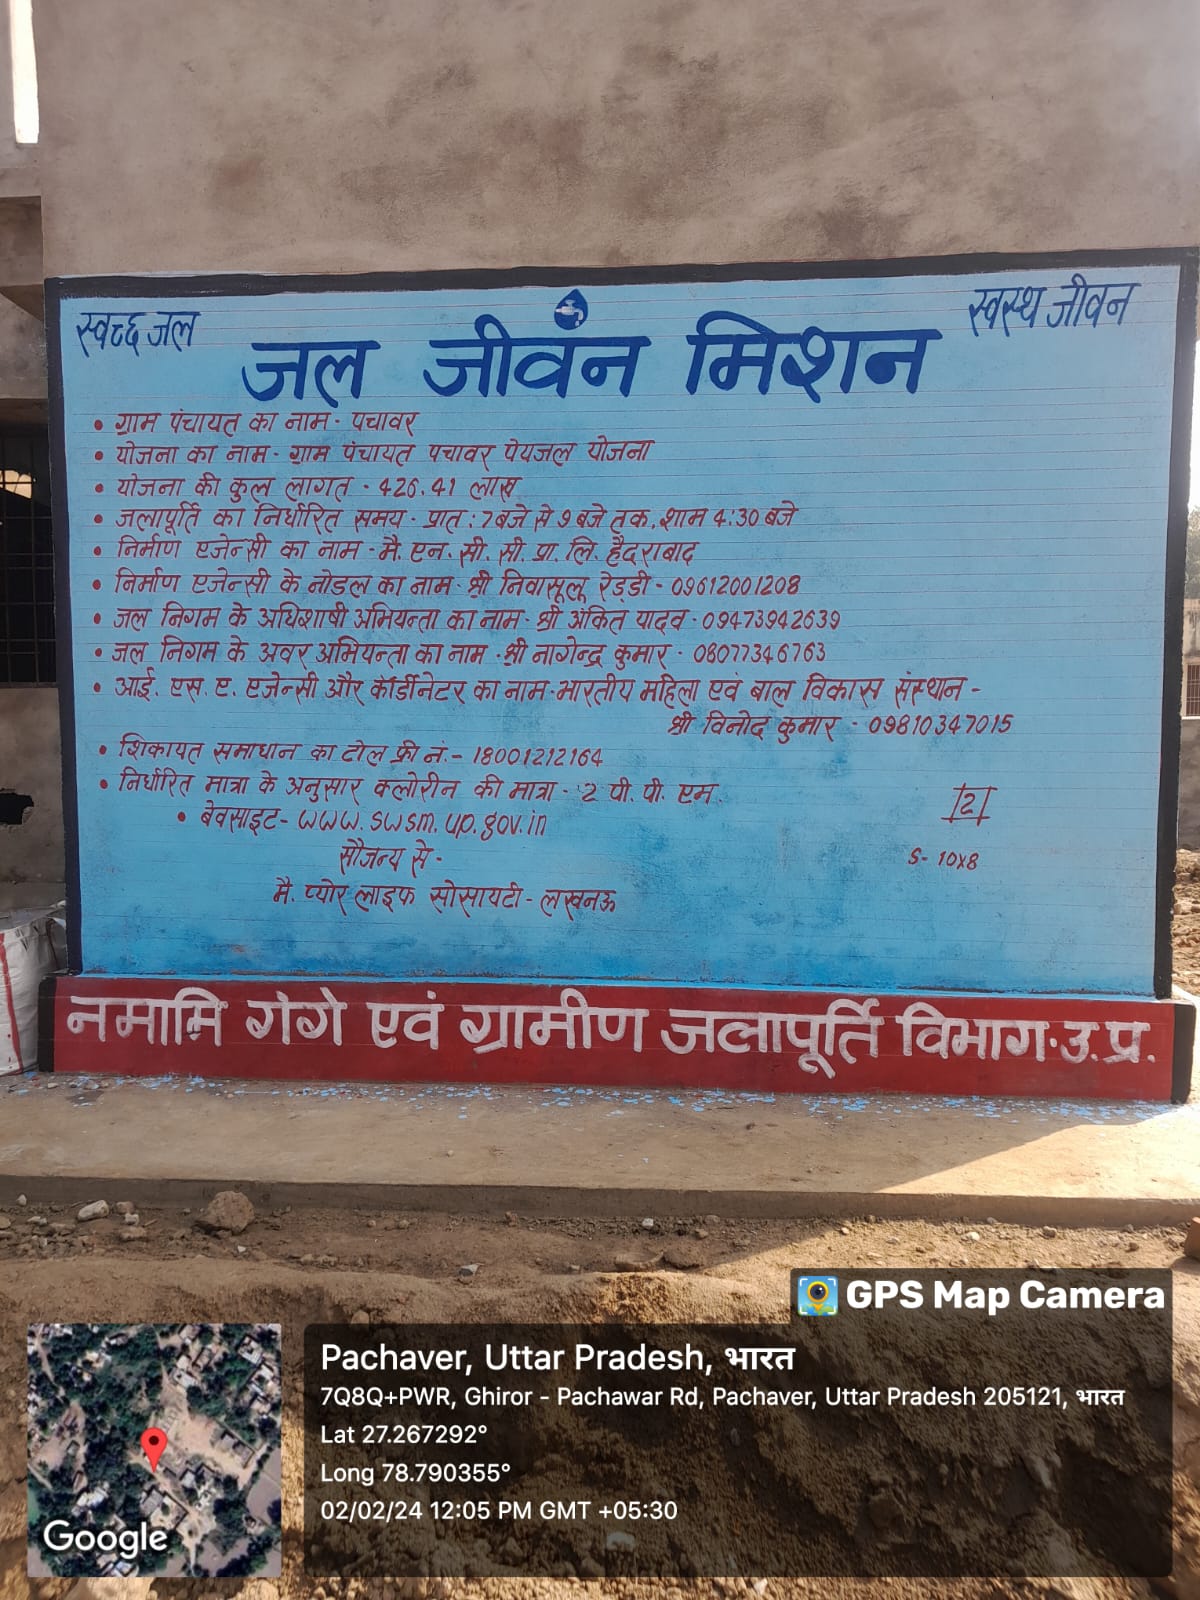 स्वच्छ जल
स्वस्थ जीवन
जल जीवन मिशन
• ग्राम पंचायत का नाम - पचावर
• योजना का नाम - ग्राम पंचायत पचावर पेयजल योजना
• योजना की कुल लागत - 426.41 लाख
• जलापूर्ति का निर्धारित समय - प्रात: 7 बजे से 9 बजे तक, शाम 4:30 बजे
• निर्माण एजेन्सी का नाम - मै. एन. सी. सी. प्रा. लि. हैदराबाद
• निर्माण एजेन्सी के नोडल का नाम - श्री निवासूलू रेड्डी - 09612001208
• जल निगम के अधिशाषी अभियन्ता का नाम - श्री अंकित यादव - 09473942639
• जल निगम के अवर अभियन्ता का नाम - श्री नागेन्द्र कुमार - 08077346763
• आई. एस. ए. एजेन्सी और कॉर्डीनेटर का नाम - भारतीय महिला एवं बाल विकास संस्थान -
श्री विनोद कुमार - 09810347015
• शिकायत समाधान का टोल फ्री नं. - 18001212164
• निर्धारित मात्रा के अनुसार क्लोरीन की मात्रा - 2 पी. पी. एम.
• बेवसाइट - www.swsm.up.gov.in
सौजन्य से -
मै. प्योर लाइफ सोसायटी - लखनऊ
2
S- 10x8
नमामि गंगे एवं ग्रामीण जलापूर्ति विभाग. उ. प्र.
GPS Map Camera
Pachaver, Uttar Pradesh, भारत
7Q8Q+PWR, Ghiror - Pachawar Rd, Pachaver, Uttar Pradesh 205121, भारत
Lat 27.267292°
Long 78.790355°
02/02/24 12:05 PM GMT +05:30
Google